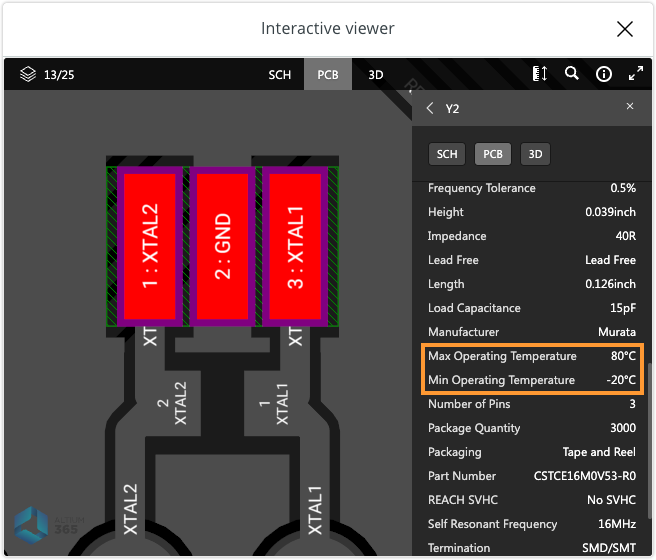 Interactive viewer
13/25
SCH PCB 3D
Y2
SCH PCB 3D
Frequency Tolerance 0.5%
Height 0.039inch
Impedance 40R
Lead Free Lead Free
Length 0.126inch
Load Capacitance 15pF
Manufacturer Murata
Max Operating Temperature 80°C
Min Operating Temperature -20°C
Number of Pins 3
Package Quantity 3000
Packaging Tape and Reel
Part Number CSTCE16M0V53-R0
REACH SVHC No SVHC
Self Resonant Frequency 16MHz
Termination SMD/SMT
1 : XTAL2
2 : GND
3 : XTAL1
XT
XT
2
XTAL2
1
XTAL1
XTAL2
XTAL1
ALTIUM
365